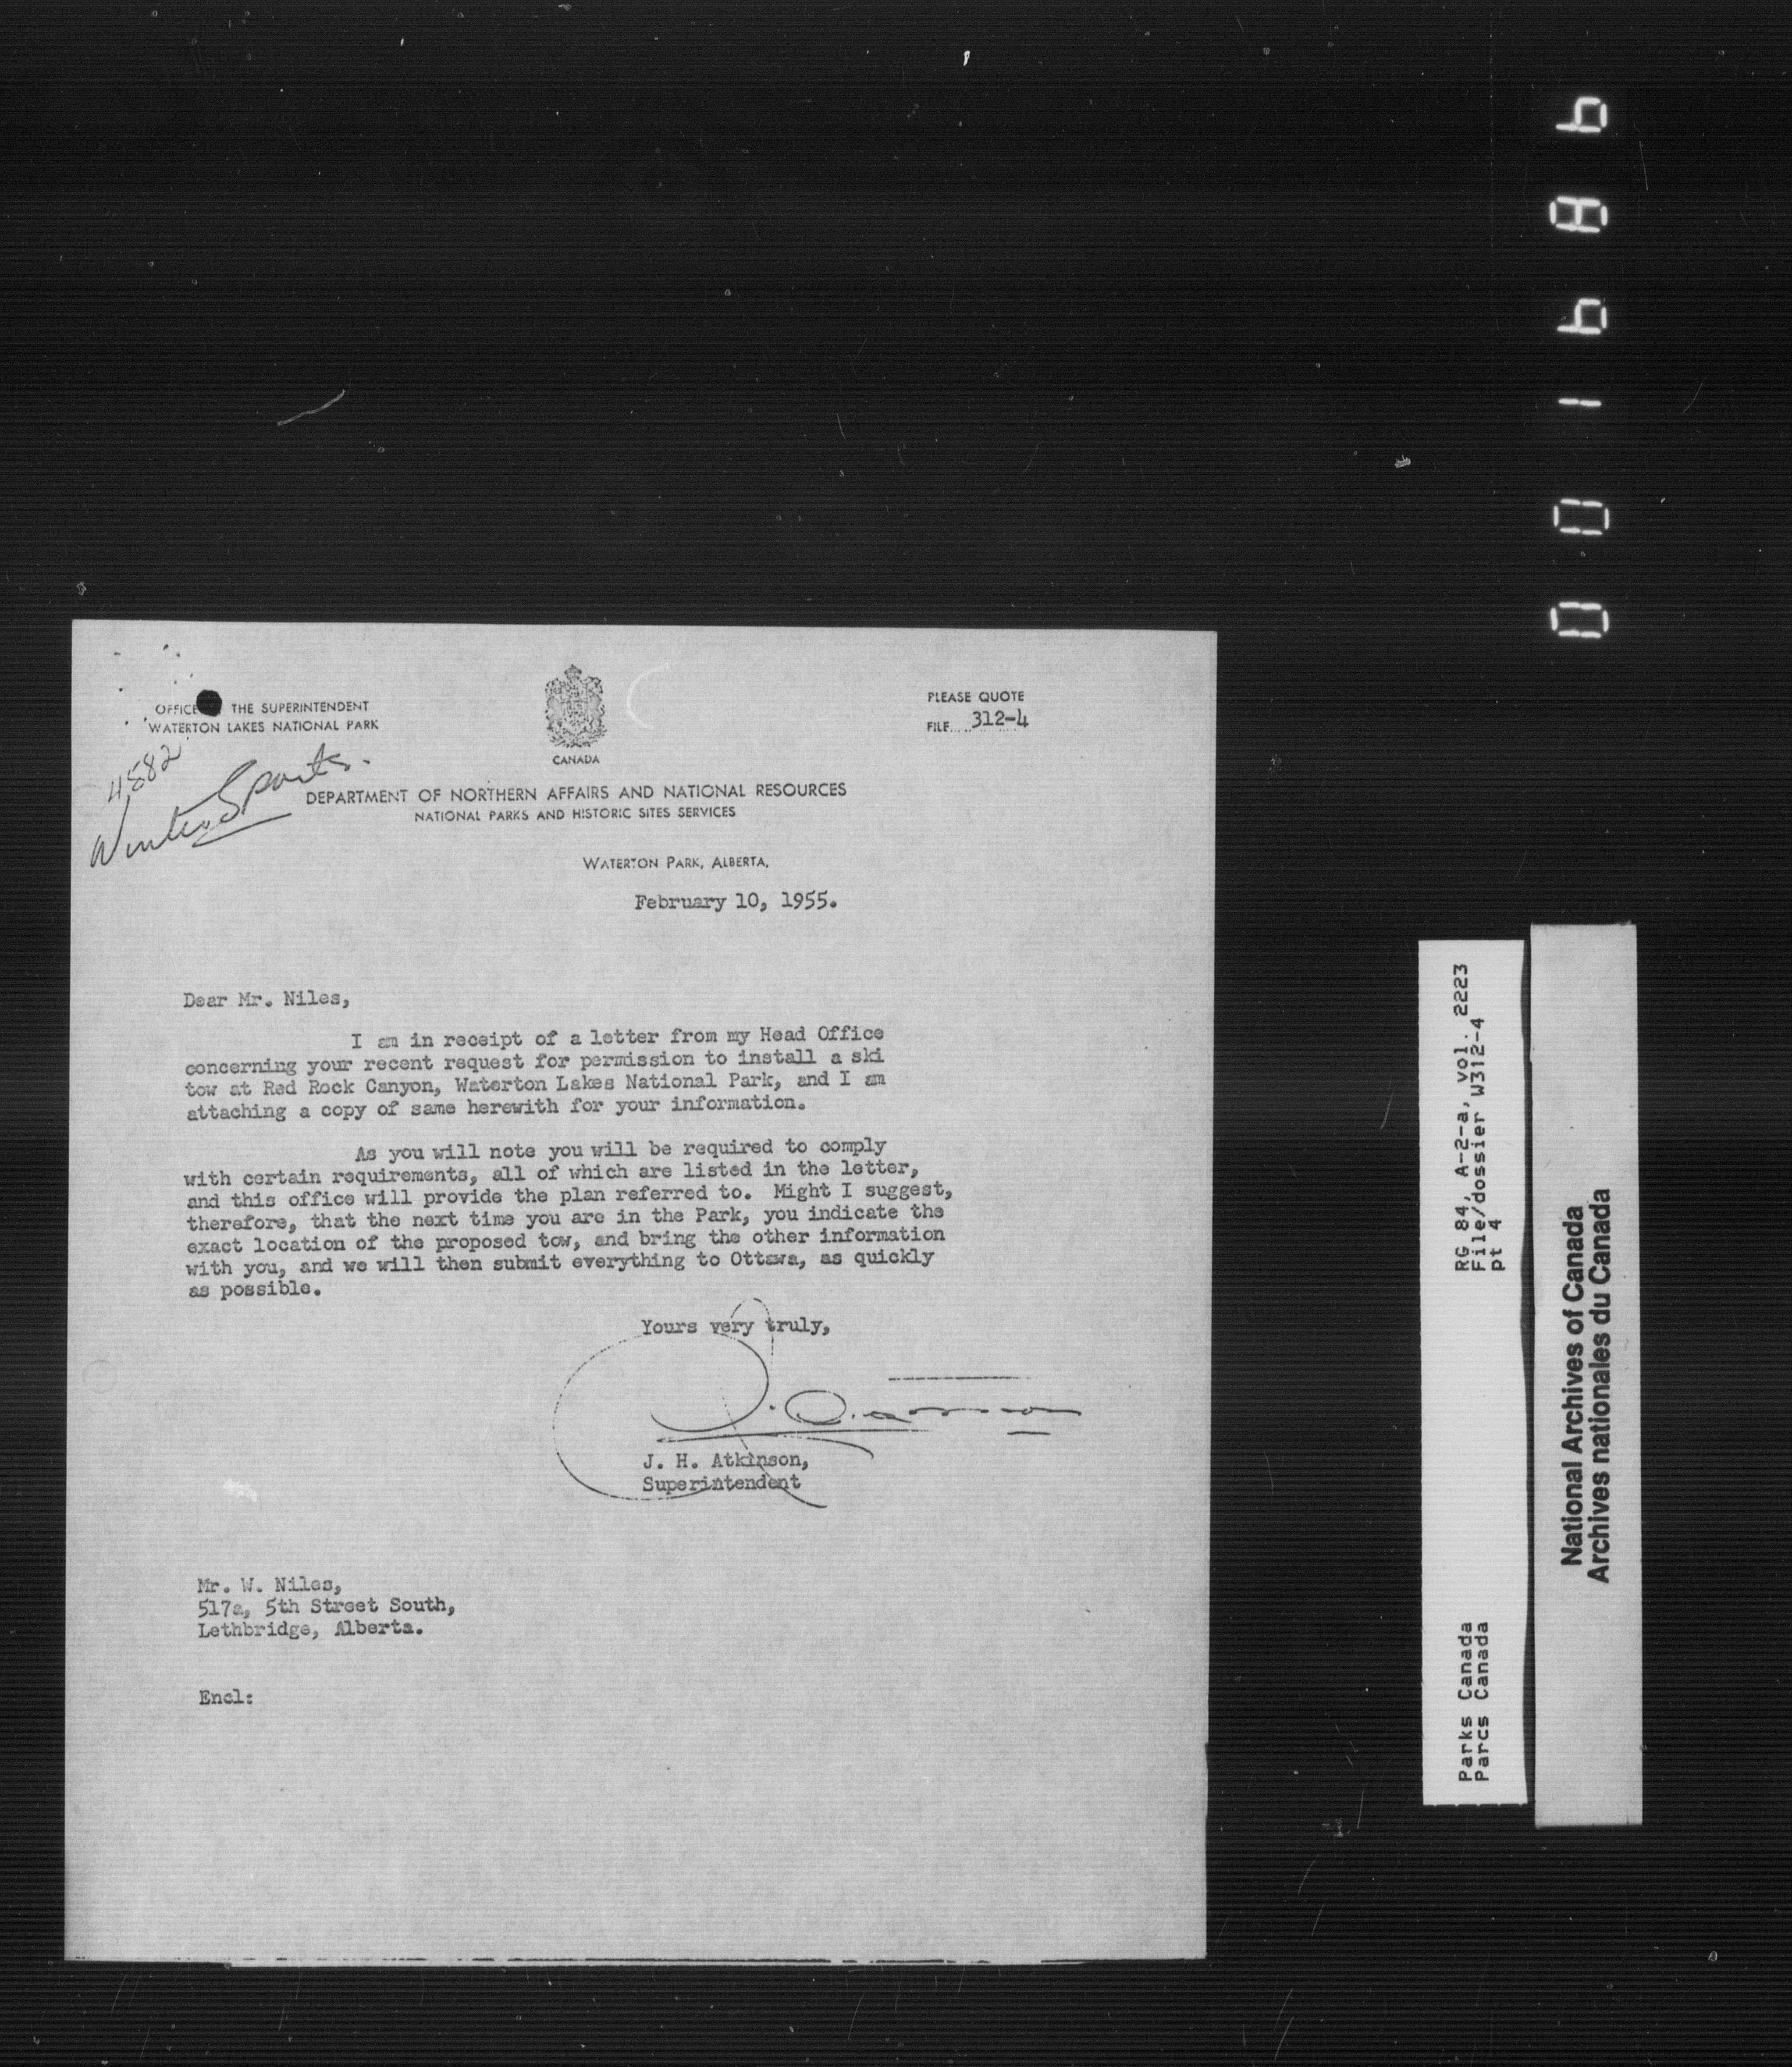 OFFICE THE SUPERINTENDENT
WATERTON LAKES NATIONAL PARK
CANADA
PLEASE QUOTE
FILE 312-4
4882
Winter Sports.
DEPARTMENT OF NORTHERN AFFAIRS AND NATIONAL RESOURCES
NATIONAL PARKS AND HISTORIC SITES SERVICES
WATERTON PARK, ALBERTA,
February 10, 1955.
Dear Mr. Niles,
I am in receipt of a letter from my Head Office
concerning your recent request for permission to install a ski
tow at Red Rock Canyon, Waterton Lakes National Park, and I am
attaching a copy of same herewith for your information.
As you will note you will be required to comply
with certain requirements, all of which are listed in the letter,
and this office will provide the plan referred to. Might I suggest,
therefore, that the next time you are in the Park, you indicate the
exact location of the proposed tow, and bring the other information
with you, and we will then submit everything to Ottawa, as quickly
as possible.
Yours very truly,
J. H. Atkinson,
Superintendent
Mr. W. Niles,
517a, 5th Street South,
Lethbridge, Alberta.
Encl:
Parks Canada RG 84, A-2-a, vol. 2223
Parcs Canada File/dossier W312-4
pt 4
National Archives of Canada
Archives nationales du Canada